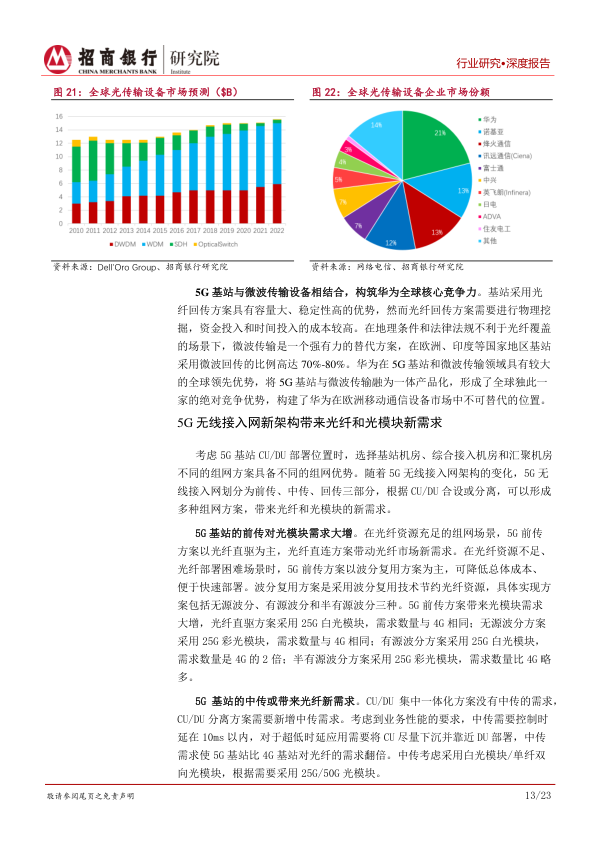 招商银行 研究院
CHINA MERCHANTS BANK Institute
行业研究•深度报告
图 21：全球光传输设备市场预测（$B）
16
14
12
10
8
6
4
2
0
2010 2011 2012 2013 2014 2015 2016 2017 2018 2019 2020 2021 2022
DWDM WDM SDH OpticalSwitch
资料来源：Dell'Oro Group、招商银行研究院
图 22：全球光传输设备企业市场份额
21%
13%
13%
12%
7%
7%
5%
4%
3%
14%
华为
诺基亚
烽火通信
讯远通信(Ciena)
富士通
中兴
英飞朗(Infinera)
日电
ADVA
住友电工
其他
资料来源：网络电信、招商银行研究院
5G 基站与微波传输设备相结合，构筑华为全球核心竞争力。基站采用光
纤回传方案具有容量大、稳定性高的优势，然而光纤回传方案需要进行物理挖
掘，资金投入和时间投入的成本较高。在地理条件和法律法规不利于光纤覆盖
的场景下，微波传输是一个强有力的替代方案，在欧洲、印度等国家地区基站
采用微波回传的比例高达 70%-80%。华为在 5G 基站和微波传输领域具有较大
的全球领先优势，将 5G 基站与微波传输融为一体产品化，形成了全球独此一
家的绝对竞争优势，构建了华为在欧洲移动通信设备市场中不可替代的位置。
5G 无线接入网新架构带来光纤和光模块新需求
考虑 5G 基站 CU/DU 部署位置时，选择基站机房、综合接入机房和汇聚机房
不同的组网方案具备不同的组网优势。随着 5G 无线接入网架构的变化，5G 无
线接入网划分为前传、中传、回传三部分，根据 CU/DU 合设或分离，可以形成
多种组网方案，带来光纤和光模块的新需求。
5G 基站的前传对光模块需求大增。在光纤资源充足的组网场景，5G 前传
方案以光纤直驱为主，光纤直连方案带动光纤市场新需求。在光纤资源不足、
光纤部署困难场景时，5G 前传方案以波分复用方案为主，可降低总体成本、
便于快速部署。波分复用方案是采用波分复用技术节约光纤资源，具体实现方
案包括无源波分、有源波分和半有源波分三种。5G 前传方案带来光模块需求
大增，光纤直驱方案采用 25G 白光模块，需求数量与 4G 相同；无源波分方案
采用 25G 彩光模块，需求数量与 4G 相同；有源波分方案采用 25G 白光模块，
需求数量是 4G 的 2 倍；半有源波分方案采用 25G 彩光模块，需求数量比 4G 略
多。
5G 基站的中传或带来光纤新需求。CU/DU 集中一体化方案没有中传的需求，
CU/DU 分离方案需要新增中传需求。考虑到业务性能的要求，中传需要控制时
延在 10ms 以内，对于超低时延应用需要将 CU 尽量下沉并靠近 DU 部署，中传
需求使 5G 基站比 4G 基站对光纤的需求翻倍。中传考虑采用白光模块/单纤双
向光模块，根据需要采用 25G/50G 光模块。
敬请参阅尾页之免责声明
13/23